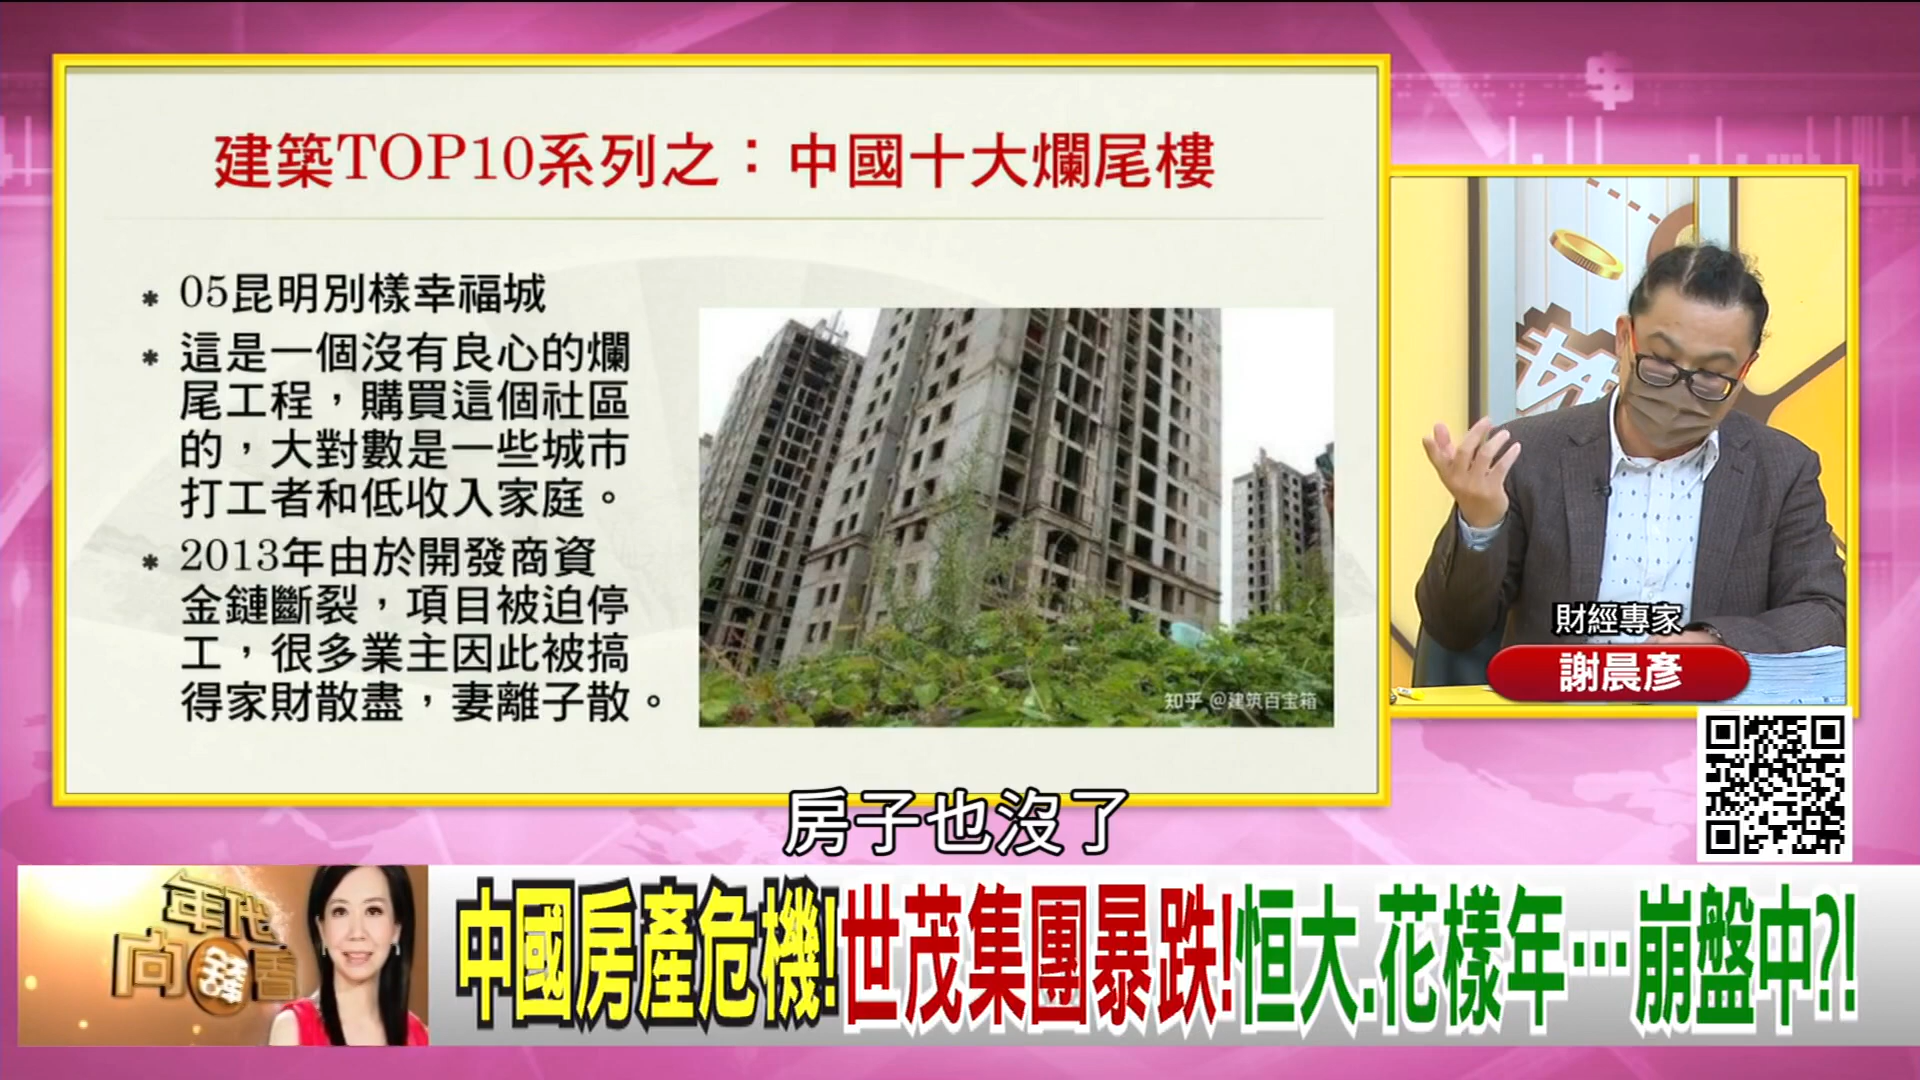 建築TOP10系列之：中國十大爛尾樓
* 05昆明別樣幸福城
* 這是一個沒有良心的爛
尾工程，購買這個社區
的，大對數是一些城市
打工者和低收入家庭。
* 2013年由於開發商資
金鏈斷裂，項目被迫停
工，很多業主因此被搞
得家財散盡，妻離子散。
知乎 @建筑百宝箱
財經專家
謝晨彥
房子也沒了
年代
向錢看
中國房產危機!世茂集團暴跌!恒大.花樣年…崩盤中?!